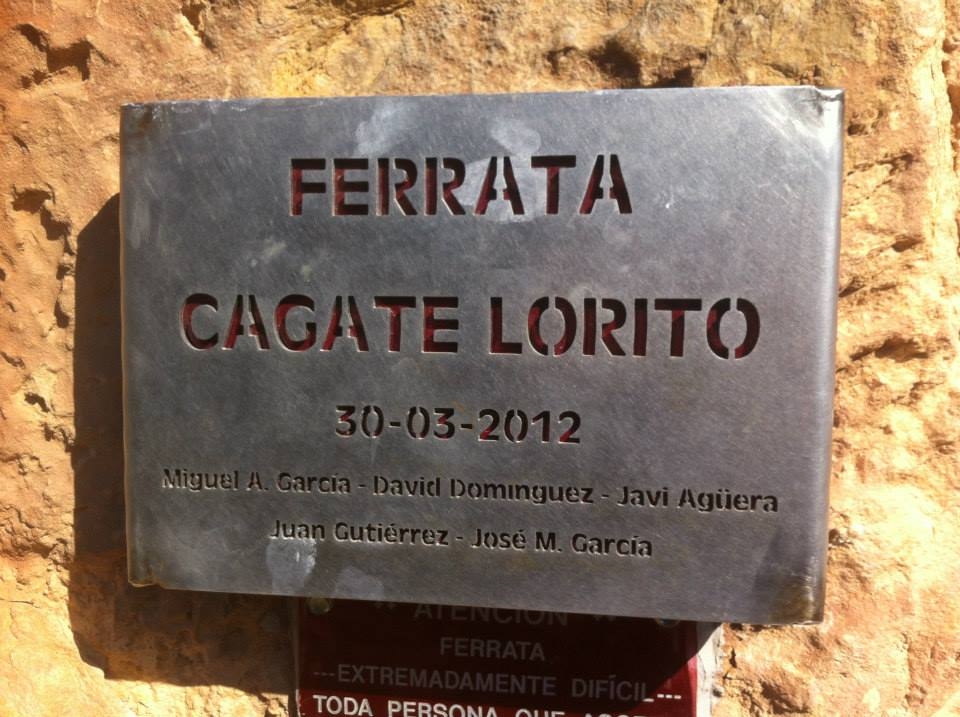 FERRATA
CAGATE LORITO
30-03-2012
Miguel A. García - David Domínguez - Javi Agüera
Juan Gutiérrez - José M. García
ATENCION
FERRATA
---EXTREMADAMENTE DIFÍCIL---
TODA PERSONA QUE